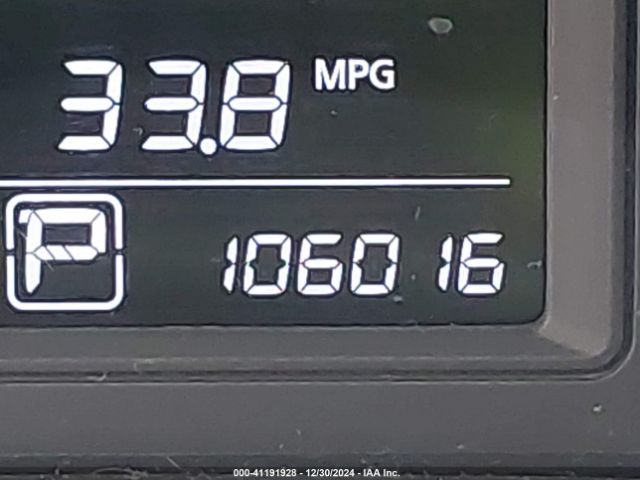 33.8 MPG
P 106016
000-41191928 - 12/30/2024 - IAA Inc.